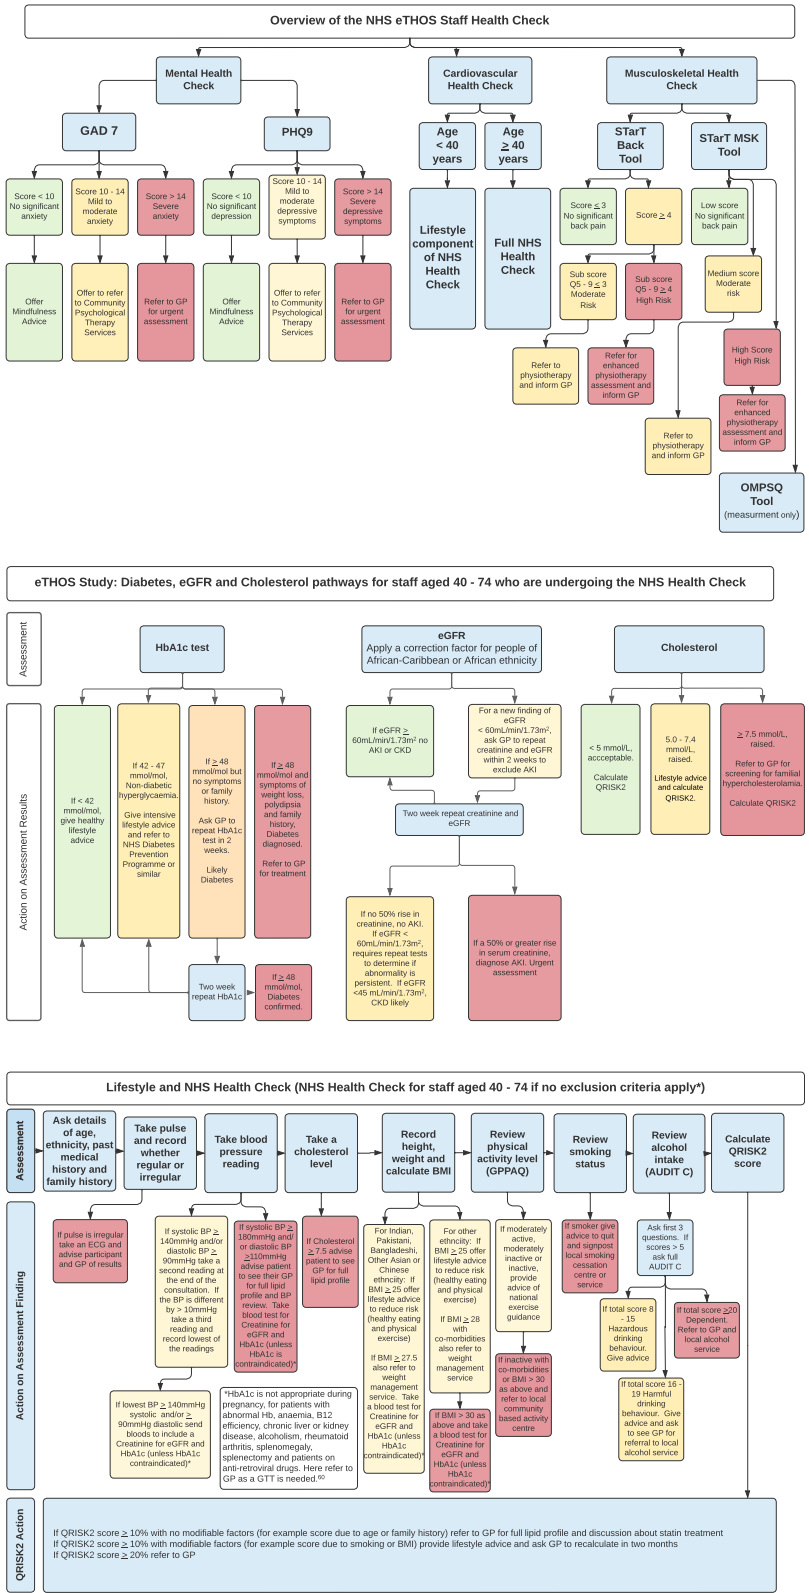 Overview of the NHS eTHOS Staff Health Check
Mental Health
Check
Cardiovascular
Health Check
Musculoskeletal Health
Check
GAD 7
PHQ9
Age
< 40
years
Age
≥ 40
years
STarT
Back
Tool
STarT MSK
Tool
Score < 10
No significant
anxiety
Score 10 - 14
Mild to
moderate
anxiety
Score > 14
Severe
anxiety
Score < 10
No significant
depression
Score 10 - 14
Mild to
moderate
depressive
symptoms
Score > 14
Severe
depressive
symptoms
Lifestyle
component
of NHS
Health
Check
Full NHS
Health
Check
Score ≤ 3
No significant
back pain
Score ≥ 4
Low score
No significant
back pain
Offer
Mindfulness
Advice
Offer to refer
to Community
Psychological
Therapy
Services
Refer to GP
for urgent
assessment
Offer
Mindfulness
Advice
Offer to refer
to Community
Psychological
Therapy
Services
Refer to GP
for urgent
assessment
Sub score
Q5 - 9 ≤ 3
Moderate
Risk
Sub score
Q5 - 9 ≥ 4
High Risk
Medium score
Moderate
risk
High Score
High Risk
Refer to
physiotherapy
and inform GP
Refer for
enhanced
physiotherapy
assessment and
inform GP
Refer for
enhanced
physiotherapy
assessment and
inform GP
Refer to
physiotherapy
and inform GP
OMPSQ
Tool
(measurment only)
eTHOS Study: Diabetes, eGFR and Cholesterol pathways for staff aged 40 - 74 who are undergoing the NHS Health Check
Assessment
HbA1c test
eGFR
Apply a correction factor for people of
African-Caribbean or African ethnicity
Cholesterol
Action on Assessment Results
If < 42
mmol/mol,
give healthy
lifestyle
advice
If 42 - 47
mmol/mol,
Non-diabetic
hyperglycaemia.
Give intensive
lifestyle advice
and refer to
NHS Diabetes
Prevention
Programme or
similar
If ≥ 48
mmol/mol but
no symptoms
or family
history.
Ask GP to
repeat HbA1c
test in 2
weeks.
Likely
Diabetes
If ≥ 48
mmol/mol and
symptoms of
weight loss,
polydipsia
and family
history,
Diabetes
diagnosed.
Refer to GP
for treatment
Two week
repeat HbA1c
If ≥ 48
mmol/mol,
Diabetes
confirmed.
If eGFR ≥
60mL/min/1.73m² no
AKI or CKD
For a new finding of
eGFR
< 60mL/min/1.73m²,
ask GP to repeat
creatinine and eGFR
within 2 weeks to
exclude AKI
Two week repeat creatinine and
eGFR
If no 50% rise in
creatinine, no AKI.
If eGFR <
60mL/min/1.73m²,
requires repeat tests
to determine if
abnormality is
persistent. If eGFR
<45 mL/min/1.73m²,
CKD likely
If a 50% or greater rise
in serum creatinine,
diagnose AKI. Urgent
assessment
< 5 mmol/L,
accceptable.
Calculate
QRISK2
5.0 - 7.4
mmol/L,
raised.
Lifestyle advice
and calculate
QRISK2.
≥ 7.5 mmol/L,
raised.
Refer to GP for
screening for familial
hypercholesterolamia.
Calculate QRISK2
Lifestyle and NHS Health Check (NHS Health Check for staff aged 40 - 74 if no exclusion criteria apply*)
Assessment
Ask details
of age,
ethnicity, past
medical
history and
family history
Take pulse
and record
whether
regular or
irregular
Take blood
pressure
reading
Take a
cholesterol
level
Record
height,
weight and
calculate BMI
Review
physical
activity level
(GPPAQ)
Review
smoking
status
Review
alcohol
intake
(AUDIT C)
Calculate
QRISK2
score
Action on Assessment Finding
If pulse is irregular
take an ECG and
advise participant
and GP of results
If systolic BP ≥
140mmHg and/or
diastolic BP ≥
90mmHg take a
second reading at
the end of the
consultation. If
the BP is different
by > 10mmHg
take a third
reading and
record lowest of
the readings
If systolic BP ≥
180mmHg and/
or diastolic BP
≥110mmHg
advise patient
to see their GP
for full lipid
profile and BP
review. Take
blood test for
Creatinine for
eGFR and
HbA1c (unless
HbA1c is
contraindicated)*
If Cholesterol
≥ 7.5 advise
patient to see
GP for full
lipid profile
If lowest BP ≥ 140mmHg
systolic and/or ≥
90mmHg diastolic send
bloods to include a
Creatinine for eGFR and
HbA1c (unless HbA1c
contraindicated)*
*HbA1c is not appropriate during
pregnancy, for patients with
abnormal Hb, anaemia, B12
efficiency, chronic liver or kidney
disease, alcoholism, rheumatoid
arthritis, splenomegaly,
splenectomy and patients on
anti-retroviral drugs. Here refer to
GP as a GTT is needed.⁶⁰
For Indian,
Pakistani,
Bangladeshi,
Other Asian or
Chinese
ethncity: If
BMI ≥ 25 offer
lifestyle advice
to reduce risk
(healthy eating
and physical
exercise)
If BMI ≥ 27.5
also refer to
weight
management
service. Take
a blood test for
Creatinine for
eGFR and
HbA1c (unless
HbA1c
contraindicated)*
For other
ethncity: If
BMI ≥ 25 offer
lifestyle advice
to reduce risk
(healthy eating
and physical
exercise)
If BMI ≥ 28
with
co-morbidities
also refer to
weight
management
service
If BMI > 30 as
above and take
a blood test for
Creatinine for
eGFR and
HbA1c (unless
HbA1c
contraindicated)*
If moderately
active,
moderately
inactive or
inactive,
provide
advice of
national
exercise
guidance
If inactive with
co-morbidities
or BMI > 30
as above and
refer to local
community
based activity
centre
If smoker give
advice to quit
and signpost
local smoking
cessation
centre or
service
Ask first 3
questions. If
scores > 5
ask full
AUDIT C
If total score 8
- 15
Hazardous
drinking
behaviour.
Give advice
If total score ≥20
Dependent.
Refer to GP and
local alcohol
service
If total score 16 -
19 Harmful
drinking
behaviour. Give
advice and ask
to see GP for
referral to local
alcohol service
QRISK2 Action
If QRISK2 score ≥ 10% with no modifiable factors (for example score due to age or family history) refer to GP for full lipid profile and discussion about statin treatment
If QRISK2 score ≥ 10% with modifiable factors (for example score due to smoking or BMI) provide lifestyle advice and ask GP to recalculate in two months
If QRISK2 score ≥ 20% refer to GP